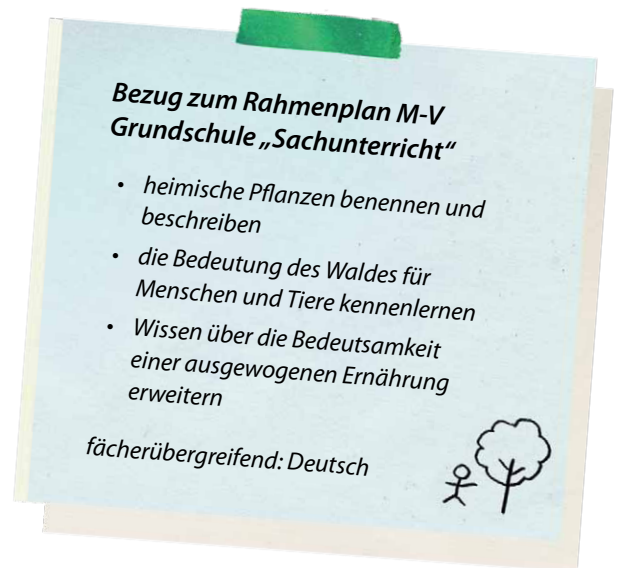 Bezug zum Rahmenplan M-V
Grundschule „Sachunterricht“
• heimische Pflanzen benennen und
beschreiben
• die Bedeutung des Waldes für
Menschen und Tiere kennenlernen
• Wissen über die Bedeutsamkeit
einer ausgewogenen Ernährung
erweitern
fächerübergreifend: Deutsch